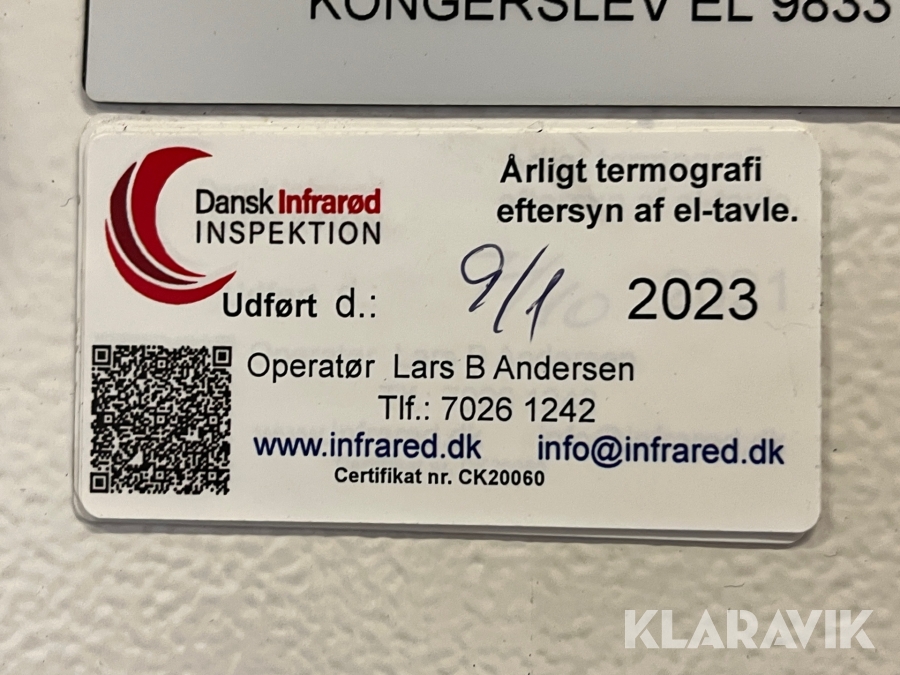 KONGERSLEV EL 9833
Dansk Infrarød
INSPEKTION
Årligt termografi
eftersyn af el-tavle.
Udført d.: 9/1 2023
Operatør Lars B Andersen
Tlf.: 7026 1242
www.infrared.dk info@infrared.dk
Certifikat nr. CK20060
KLARAVIK